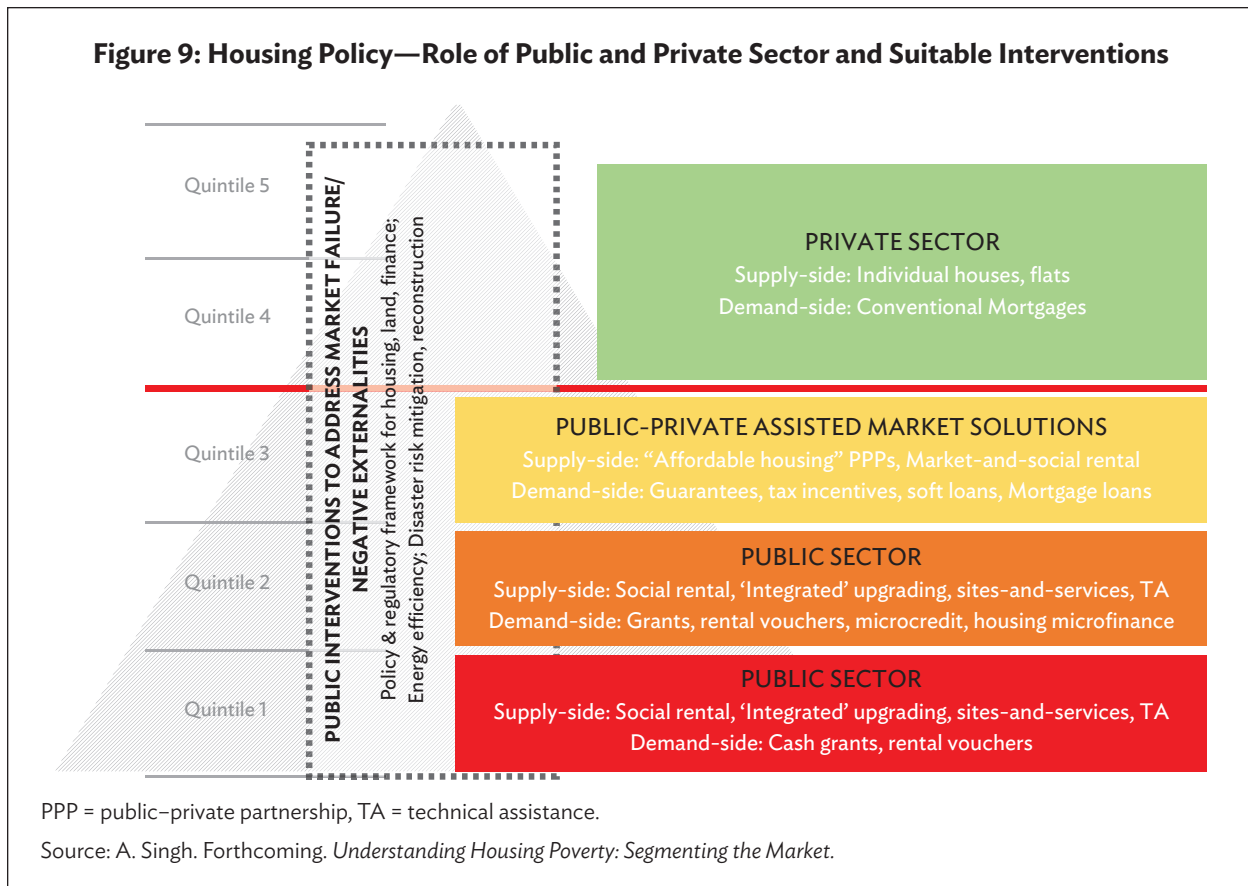 Figure 9: Housing Policy—Role of Public and Private Sector and Suitable Interventions
Quintile 5
Quintile 4
Quintile 3
Quintile 2
Quintile 1
PUBLIC INTERVENTIONS TO ADDRESS MARKET FAILURE/
NEGATIVE EXTERNALITIES
Policy & regulatory framework for housing, land, finance;
Energy efficiency; Disaster risk mitigation, reconstruction
PRIVATE SECTOR
Supply-side: Individual houses, flats
Demand-side: Conventional Mortgages
PUBLIC-PRIVATE ASSISTED MARKET SOLUTIONS
Supply-side: “Affordable housing” PPPs, Market-and-social rental
Demand-side: Guarantees, tax incentives, soft loans, Mortgage loans
PUBLIC SECTOR
Supply-side: Social rental, ‘Integrated’ upgrading, sites-and-services, TA
Demand-side: Grants, rental vouchers, microcredit, housing microfinance
PUBLIC SECTOR
Supply-side: Social rental, ‘Integrated’ upgrading, sites-and-services, TA
Demand-side: Cash grants, rental vouchers
PPP = public–private partnership, TA = technical assistance.
Source: A. Singh. Forthcoming. Understanding Housing Poverty: Segmenting the Market.